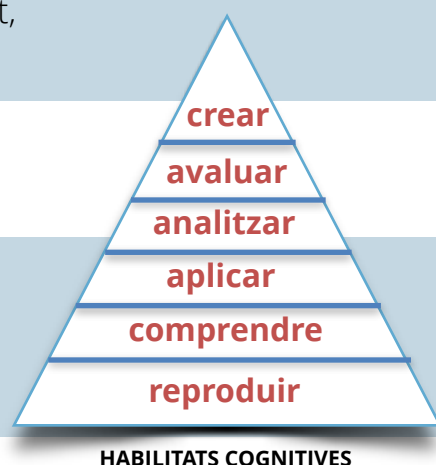 crear
avaluar
analitzar
aplicar
comprendre
reproduir
HABILITATS COGNITIVES